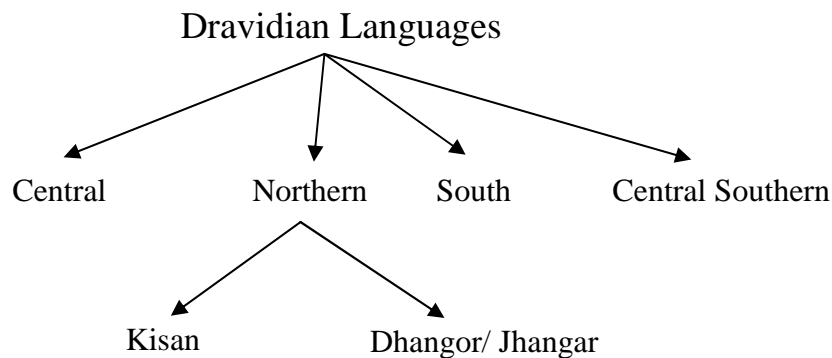 Dravidian Languages
Central Northern South Central Southern
Kisan Dhangor/ Jhangar